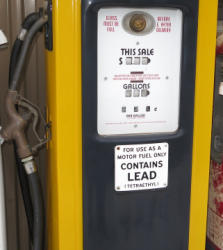 GLASS
MUST BE
FULL
BEFORE
& AFTER
DELIVERY
THIS SALE
$
GALLONS
FOR USE AS A
MOTOR FUEL ONLY
CONTAINS
LEAD
(TETRAETHYL)